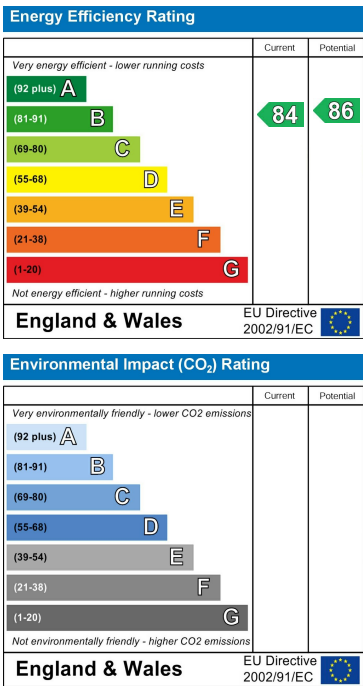 Energy Efficiency Rating
Current Potential
Very energy efficient - lower running costs
(92 plus) A
(81-91) B 84 86
(69-80) C
(55-68) D
(39-54) E
(21-38) F
(1-20) G
Not energy efficient - higher running costs
England & Wales
EU Directive
2002/91/EC
Environmental Impact (CO₂) Rating
Current Potential
Very environmentally friendly - lower CO2 emissions
(92 plus) A
(81-91) B
(69-80) C
(55-68) D
(39-54) E
(21-38) F
(1-20) G
Not environmentally friendly - higher CO2 emissions
England & Wales
EU Directive
2002/91/EC